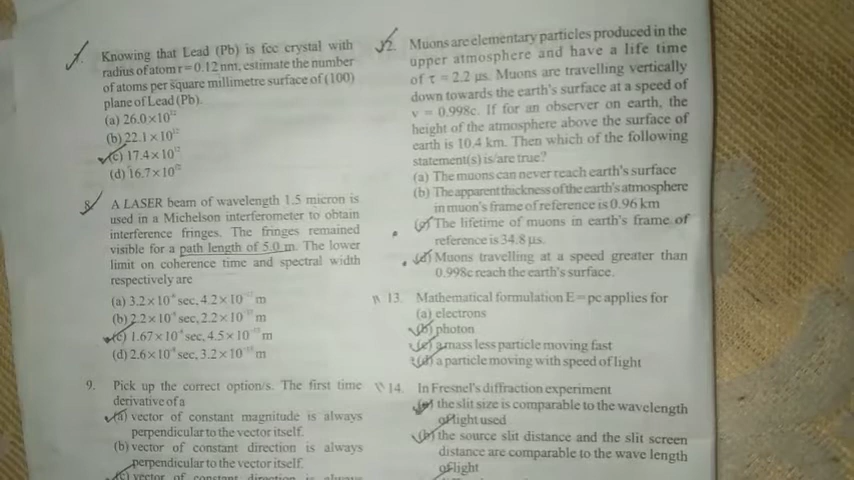 Knowing that Lead (Pb) is fcc crystal with
radius of atom r=0.12 nm, estimate the number
of atoms per square millimetre surface of (100)
plane of Lead (Pb).
(a) 26.0×10¹²
(b) 22.1×10¹²
(c) 17.4×10¹²
(d) 16.7×10¹²
8. A LASER beam of wavelength 1.5 micron is
used in a Michelson interferometer to obtain
interference fringes. The fringes remained
visible for a path length of 5.0 m. The lower
limit on coherence time and spectral width
respectively are
(a) 3.2×10 sec, 4.2×10 m
(b) 2.2×10 sec, 2.2×10 m
(c) 1.67×10 sec, 4.5×10 m
(d) 2.6×10 sec, 3.2×10 m
9. Pick up the correct option/s. The first time
derivative of a
(a) vector of constant magnitude is always
perpendicular to the vector itself.
(b) vector of constant direction is always
perpendicular to the vector itself.
(c) vector of constant direction is always
12. Muons are elementary particles produced in the
upper atmosphere and have a life time
of τ = 2.2 μs. Muons are travelling vertically
down towards the earth's surface at a speed of
v = 0.998c. If for an observer on earth, the
height of the atmosphere above the surface of
earth is 10.4 km. Then which of the following
statement(s) is/are true?
(a) The muons can never reach earth's surface
(b) The apparent thickness of the earth's atmosphere
in muon's frame of reference is 0.96 km
(c) The lifetime of muons in earth's frame of
reference is 34.8 μs.
(d) Muons travelling at a speed greater than
0.998c reach the earth's surface.
13. Mathematical formulation E=pc applies for
(a) electrons
(b) photon
(c) a mass less particle moving fast
(d) a particle moving with speed of light
14. In Fresnel's diffraction experiment
(a) the slit size is comparable to the wavelength
of light used
(b) the source slit distance and the slit screen
distance are comparable to the wave length
of light